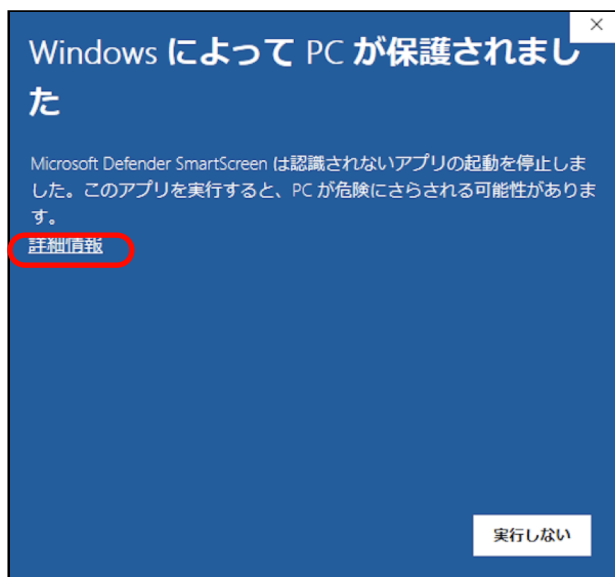 Windows によって PC が保護されまし
た
Microsoft Defender SmartScreen は認識されないアプリの起動を停止しま
した。このアプリを実行すると、PC が危険にさらされる可能性がありま
す。
詳細情報
実行しない